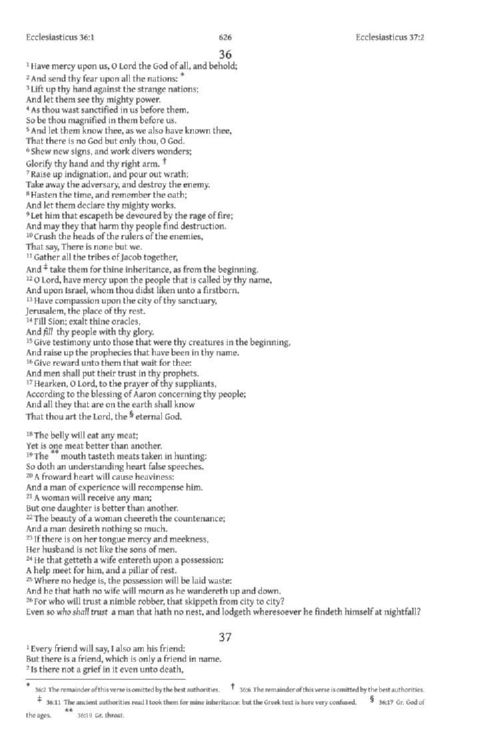 Ecclesiasticus 36:1 626 Ecclesiasticus 37:2
36
1 Have mercy upon us, O Lord the God of all, and behold;
2 And send thy fear upon all the nations: *
3 Lift up thy hand against the strange nations;
And let them see thy mighty power.
4 As thou wast sanctified in us before them,
So be thou magnified in them before us.
5 And let them know thee, as we also have known thee,
That there is no God but only thou, O God.
6 Shew new signs, and work divers wonders;
Glorify thy hand and thy right arm. †
7 Raise up indignation, and pour out wrath;
Take away the adversary, and destroy the enemy.
8 Hasten the time, and remember the oath;
And let them declare thy mighty works.
9 Let him that escapeth be devoured by the rage of fire;
And may they that harm thy people find destruction.
10 Crush the heads of the rulers of the enemies,
That say, There is none but we.
11 Gather all the tribes of Jacob together,
And ‡ take them for thine inheritance, as from the beginning.
12 O Lord, have mercy upon the people that is called by thy name,
And upon Israel, whom thou didst liken unto a firstborn.
13 Have compassion upon the city of thy sanctuary,
Jerusalem, the place of thy rest.
14 Fill Sion; exalt thine oracles,
And fill thy people with thy glory.
15 Give testimony unto those that were thy creatures in the beginning,
And raise up the prophecies that have been in thy name.
16 Give reward unto them that wait for thee:
And men shall put their trust in thy prophets.
17 Hearken, O Lord, to the prayer of thy suppliants,
According to the blessing of Aaron concerning thy people;
And all they that are on the earth shall know
That thou art the Lord, the § eternal God.
18 The belly will eat any meat;
Yet is one meat better than another.
19 The ** mouth tasteth meats taken in hunting:
So doth an understanding heart false speeches.
20 A froward heart will cause heaviness:
And a man of experience will recompense him.
21 A woman will receive any man;
But one daughter is better than another.
22 The beauty of a woman cheereth the countenance;
And a man desireth nothing so much.
23 If there is on her tongue mercy and meekness,
Her husband is not like the sons of men.
24 He that getteth a wife entereth upon a possession;
A help meet for him, and a pillar of rest.
25 Where no hedge is, the possession will be laid waste:
And he that hath no wife will mourn as he wandereth up and down.
26 For who will trust a nimble robber, that skippeth from city to city?
Even so who shall trust a man that hath no nest, and lodgeth wheresoever he findeth himself at nightfall?
37
1 Every friend will say, I also am his friend:
But there is a friend, which is only a friend in name.
2 Is there not a grief in it even unto death,
* 36:2 The remainder of this verse is omitted by the best authorities. † 36:6 The remainder of this verse is omitted by the best authorities.
‡ 36:11 The ancient authorities read I took them for mine inheritance: but the Greek text is here very confused. § 36:17 Gr. God of
the ages. ** 36:19 Gr. throat.